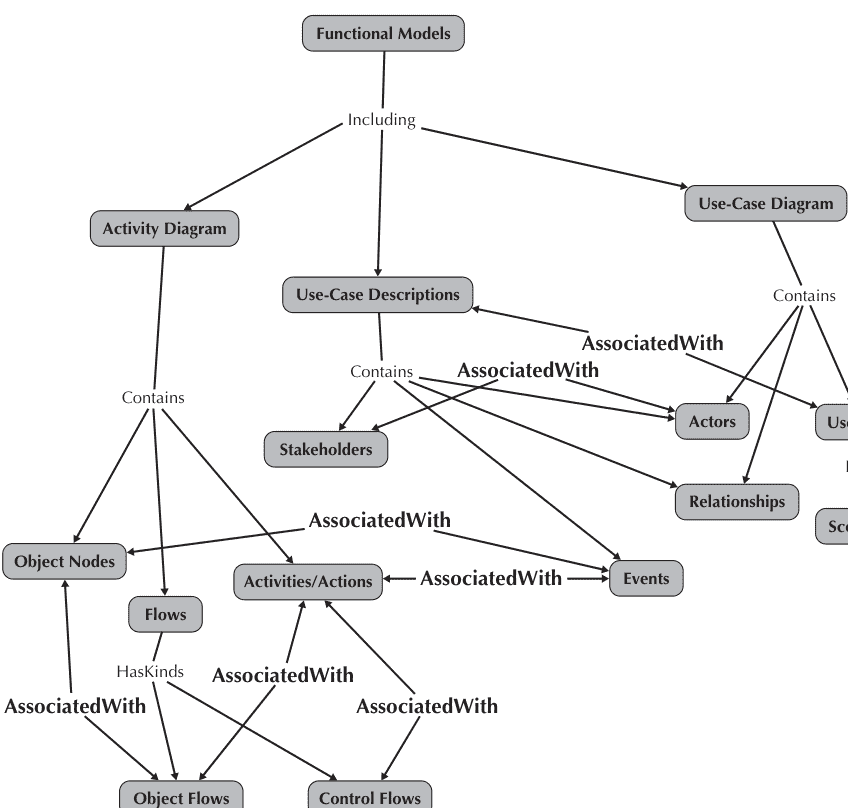 Functional Models
Including
Use-Case Diagram
Activity Diagram
Use-Case Descriptions
Contains
AssociatedWith
Contains
AssociatedWith
Contains
Actors
Stakeholders
Relationships
AssociatedWith
Object Nodes
Activities/Actions
AssociatedWith
Events
Flows
HasKinds
AssociatedWith
AssociatedWith
AssociatedWith
Object Flows
Control Flows